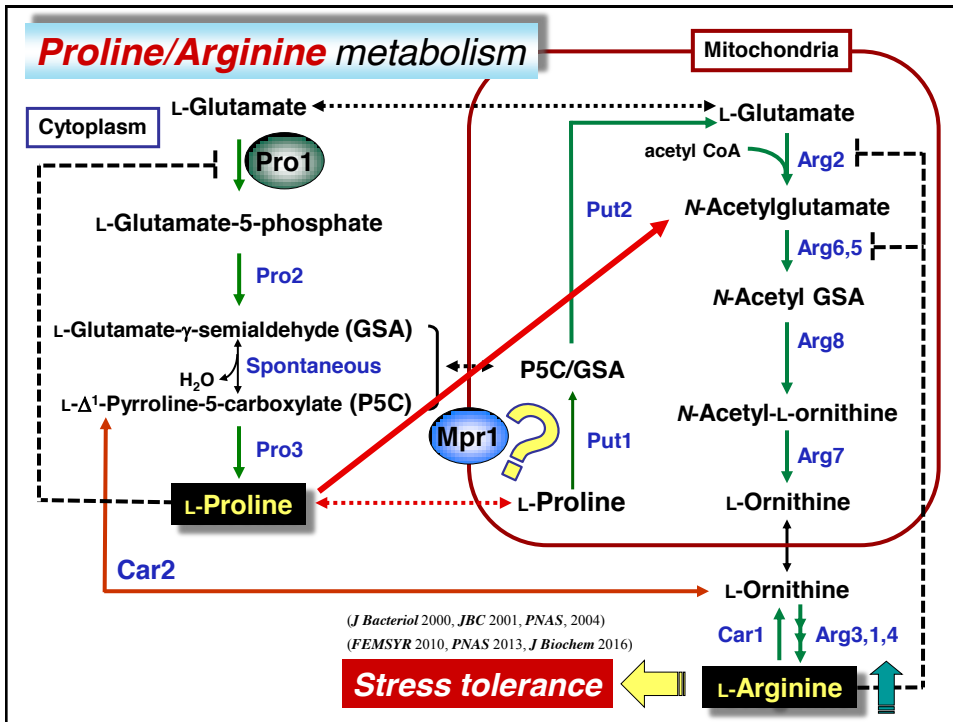 Proline/Arginine metabolism
Mitochondria
Cytoplasm
L-Glutamate
L-Glutamate
Pro1
acetyl CoA
Arg2
L-Glutamate-5-phosphate
Put2
N-Acetylglutamate
Pro2
Arg6,5
N-Acetyl GSA
L-Glutamate-γ-semialdehyde (GSA)
Spontaneous
H₂O
Arg8
P5C/GSA
L-Δ¹-Pyrroline-5-carboxylate (P5C)
N-Acetyl-L-ornithine
Mpr1
?
Put1
Pro3
Arg7
L-Proline
L-Proline
L-Ornithine
Car2
L-Ornithine
(J Bacteriol 2000, JBC 2001, PNAS, 2004)
(FEMSYR 2010, PNAS 2013, J Biochem 2016)
Car1
Arg3,1,4
Stress tolerance
L-Arginine